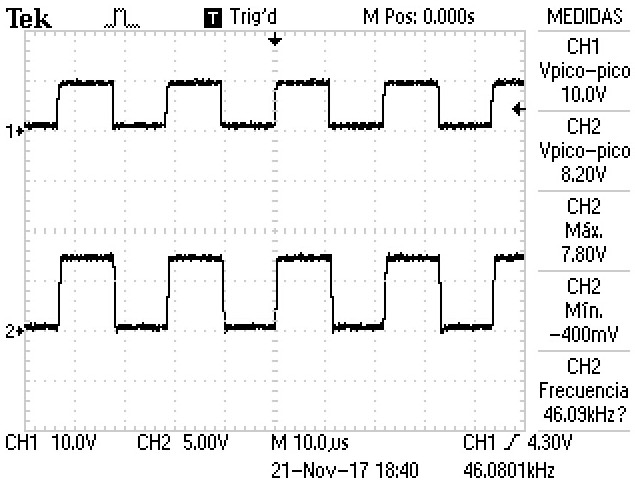 Tek T Trig'd M Pos: 0.000s MEDIDAS
CH1
Vpico-pico
10.0V
CH2
Vpico-pico
8.20V
CH2
Máx.
7.80V
CH2
Mín.
-400mV
CH2
Frecuencia
46.09kHz?
1
2
CH1 10.0V CH2 5.00V M 10.0µs CH1 4.30V
21-Nov-17 18:40 46.0801kHz